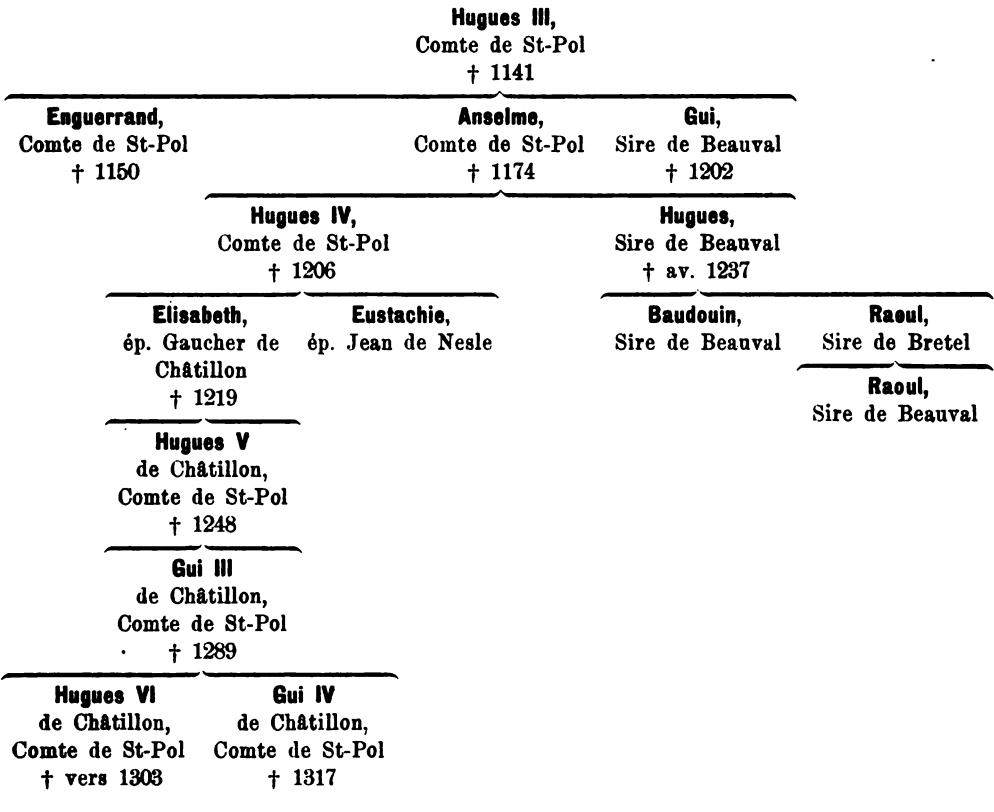 Hugues III,
Comte de St-Pol
† 1141
Enguerrand,
Comte de St-Pol
† 1150
Anselme,
Comte de St-Pol
† 1174
Gui,
Sire de Beauval
† 1202
Hugues IV,
Comte de St-Pol
† 1206
Hugues,
Sire de Beauval
† av. 1237
Elisabeth,
ép. Gaucher de
Châtillon
† 1219
Eustachie,
ép. Jean de Nesle
Baudouin,
Sire de Beauval
Raoul,
Sire de Bretel
Raoul,
Sire de Beauval
Hugues V
de Châtillon,
Comte de St-Pol
† 1248
Gui III
de Châtillon,
Comte de St-Pol
† 1289
Hugues VI
de Châtillon,
Comte de St-Pol
† vers 1303
Gui IV
de Châtillon,
Comte de St-Pol
† 1317